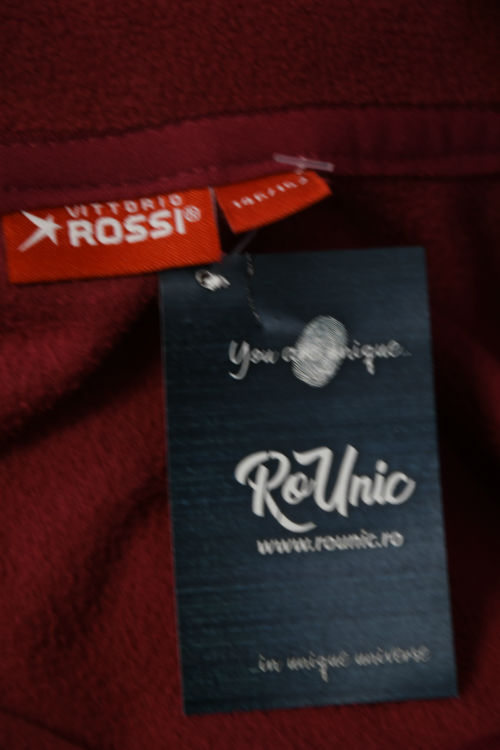 VITTORIO
ROSSI®
You are unique..
RoUnic
www.rounic.ro
..in unique universe